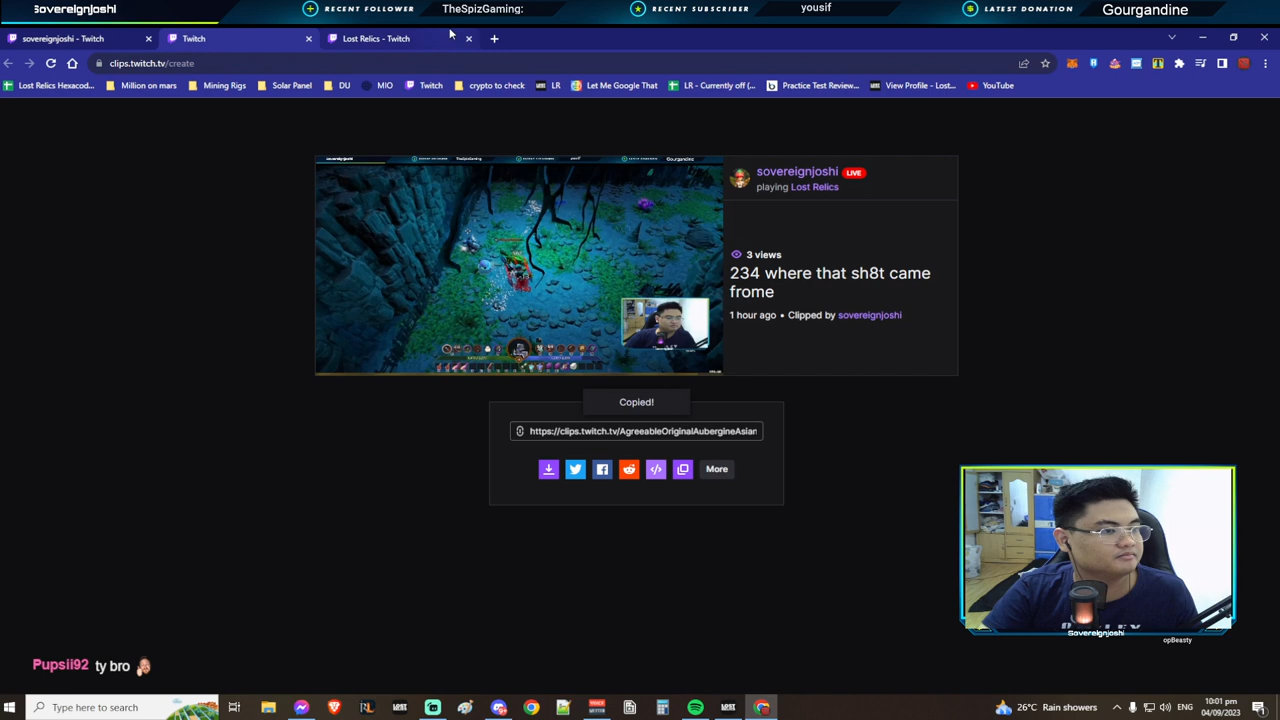 Sovereignjoshi
RECENT FOLLOWER TheSpizGaming:
RECENT SUBSCRIBER yousif
LATEST DONATION Gourgandine
sovereignjoshi - Twitch
Twitch
Lost Relics - Twitch
clips.twitch.tv/create
Lost Relics Hexacod...
Million on mars
Mining Rigs
Solar Panel
DU
MIO
Twitch
crypto to check
LR
Let Me Google That
LR - Currently off (...
Practice Test Review...
View Profile - Lost...
YouTube
sovereignjoshi LIVE
playing Lost Relics
3 views
234 where that sh8t came
frome
1 hour ago • Clipped by sovereignjoshi
Copied!
https://clips.twitch.tv/AgreeableOriginalAubergineAsian
More
Sovereignjoshi
opBeasty
Pupsii92 ty bro
Type here to search
26°C Rain showers
ENG
10:01 pm
04/09/2023